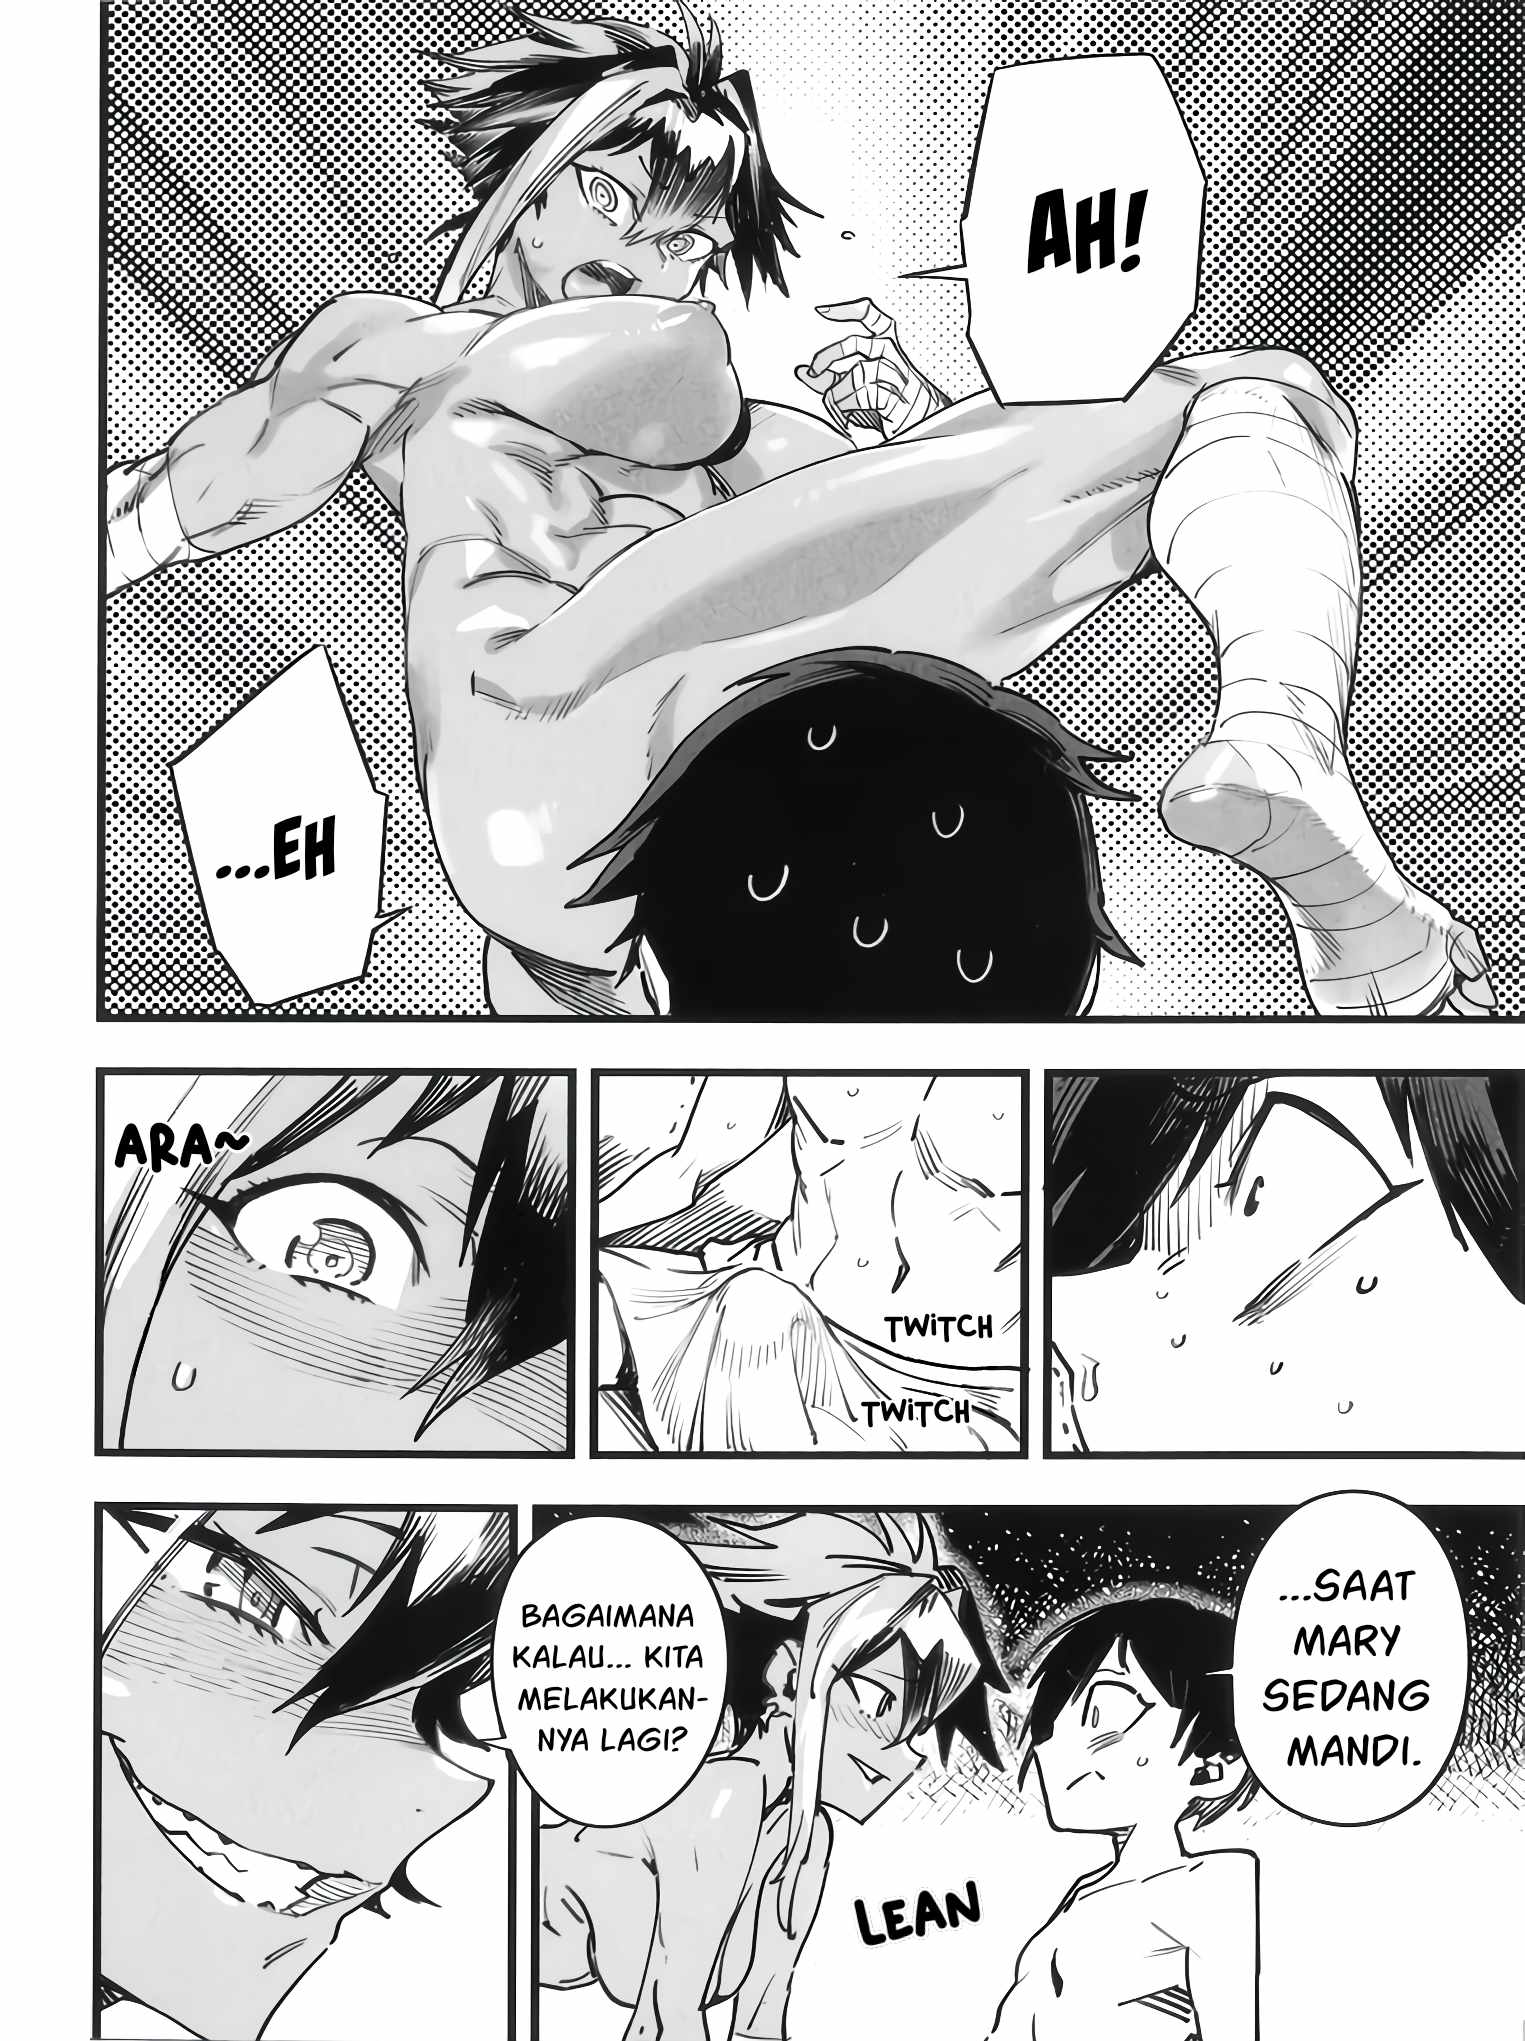 AH!
...EH
TWITCH
TWITCH
ARA~
...SAAT
MARY
SEDANG
MANDI.
LEAN
BAGAIMANA
KALAU... KITA
MELAKUKAN-
NYA LAGI?